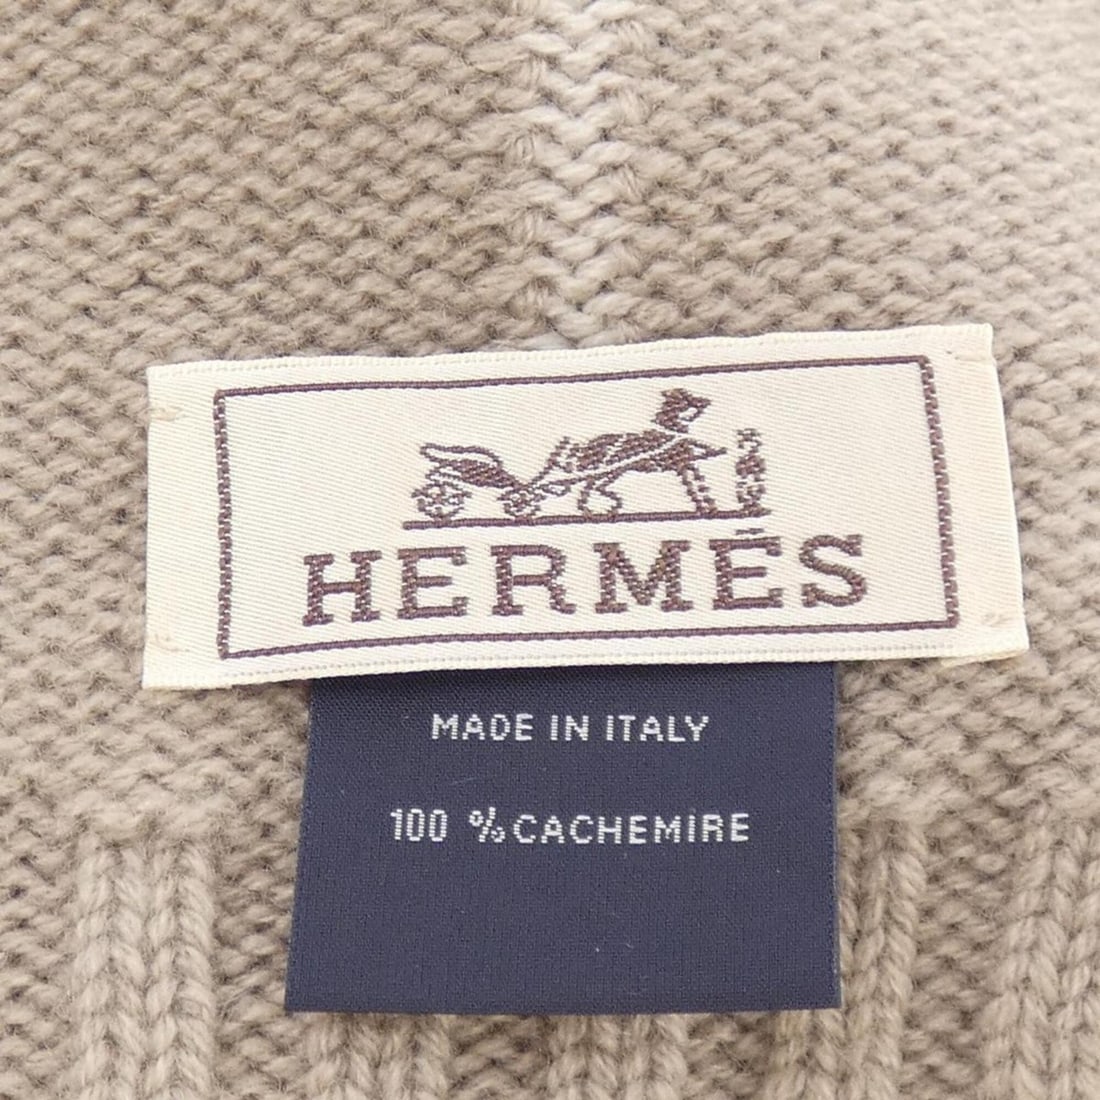 HERMÈS
MADE IN ITALY
100 % CACHEMIRE